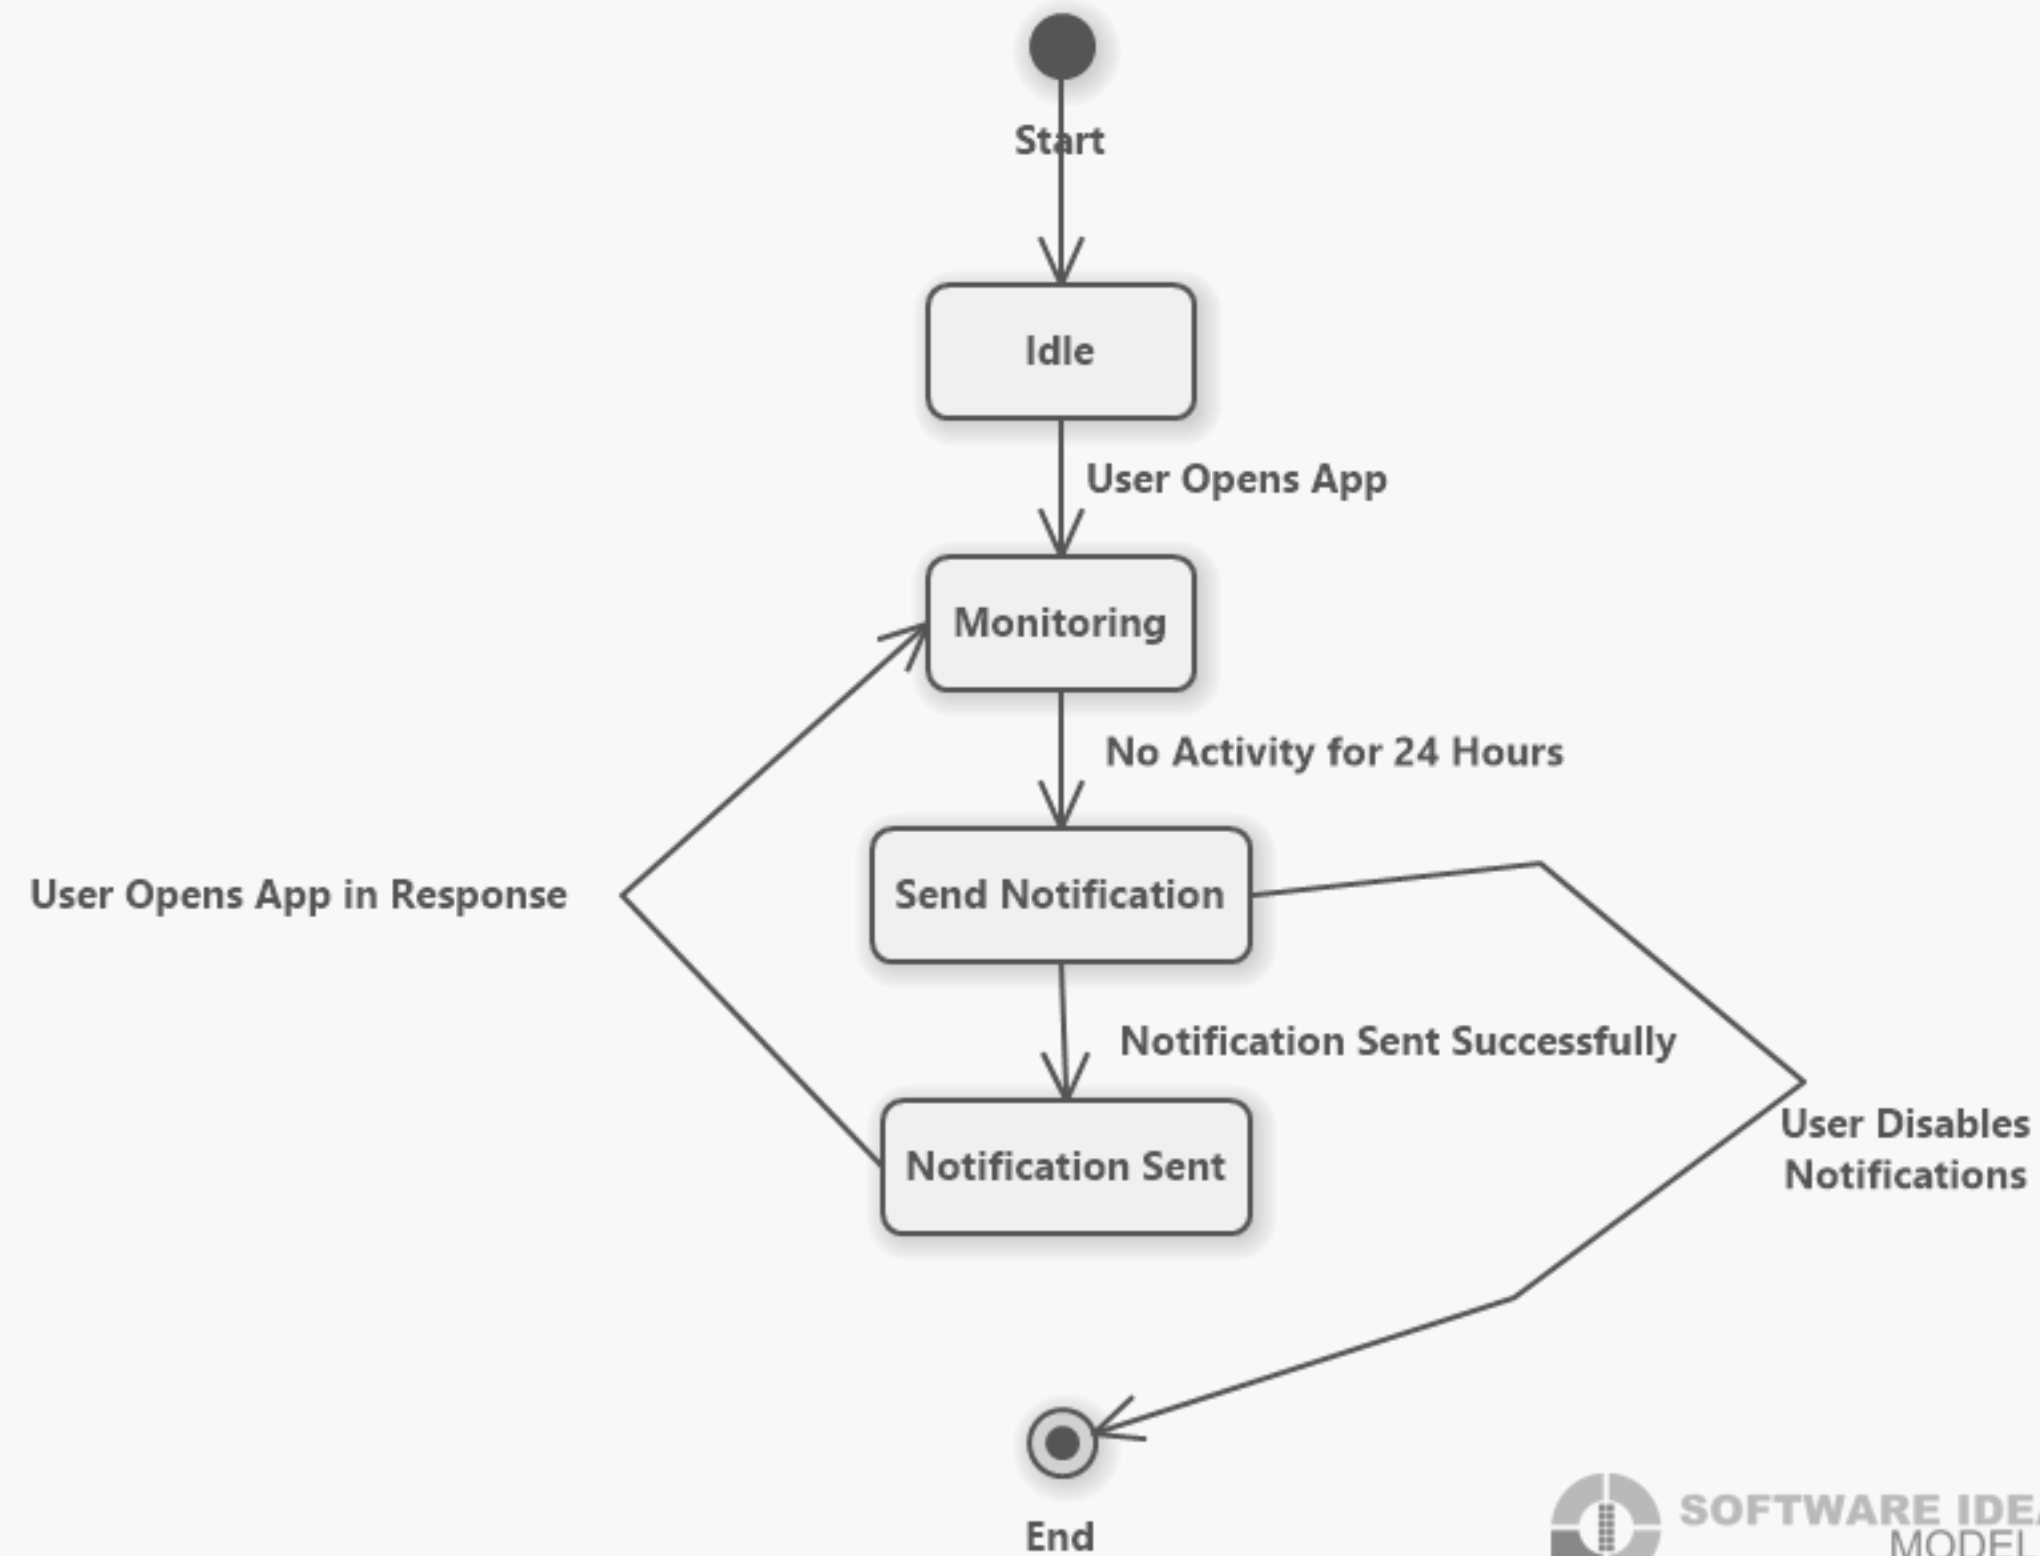 Start
Idle
User Opens App
Monitoring
No Activity for 24 Hours
User Opens App in Response
Send Notification
Notification Sent Successfully
User Disables
Notifications
Notification Sent
End
SOFTWARE IDEA
MODEL